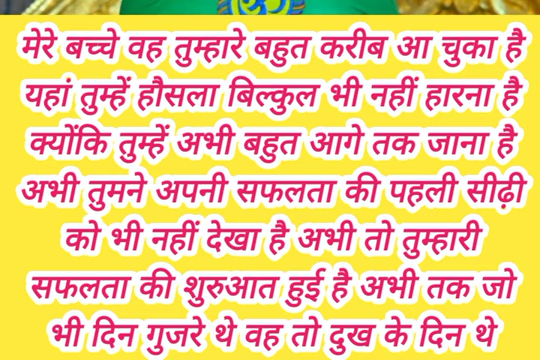 मेरे बच्चे वह तुम्हारे बहुत करीब आ चुका है
यहां तुम्हें हौसला बिल्कुल भी नहीं हारना है
क्योंकि तुम्हें अभी बहुत आगे तक जाना है
अभी तुमने अपनी सफलता की पहली सीढ़ी
को भी नहीं देखा है अभी तो तुम्हारी
सफलता की शुरुआत हुई है अभी तक जो
भी दिन गुजरे थे वह तो दुख के दिन थे